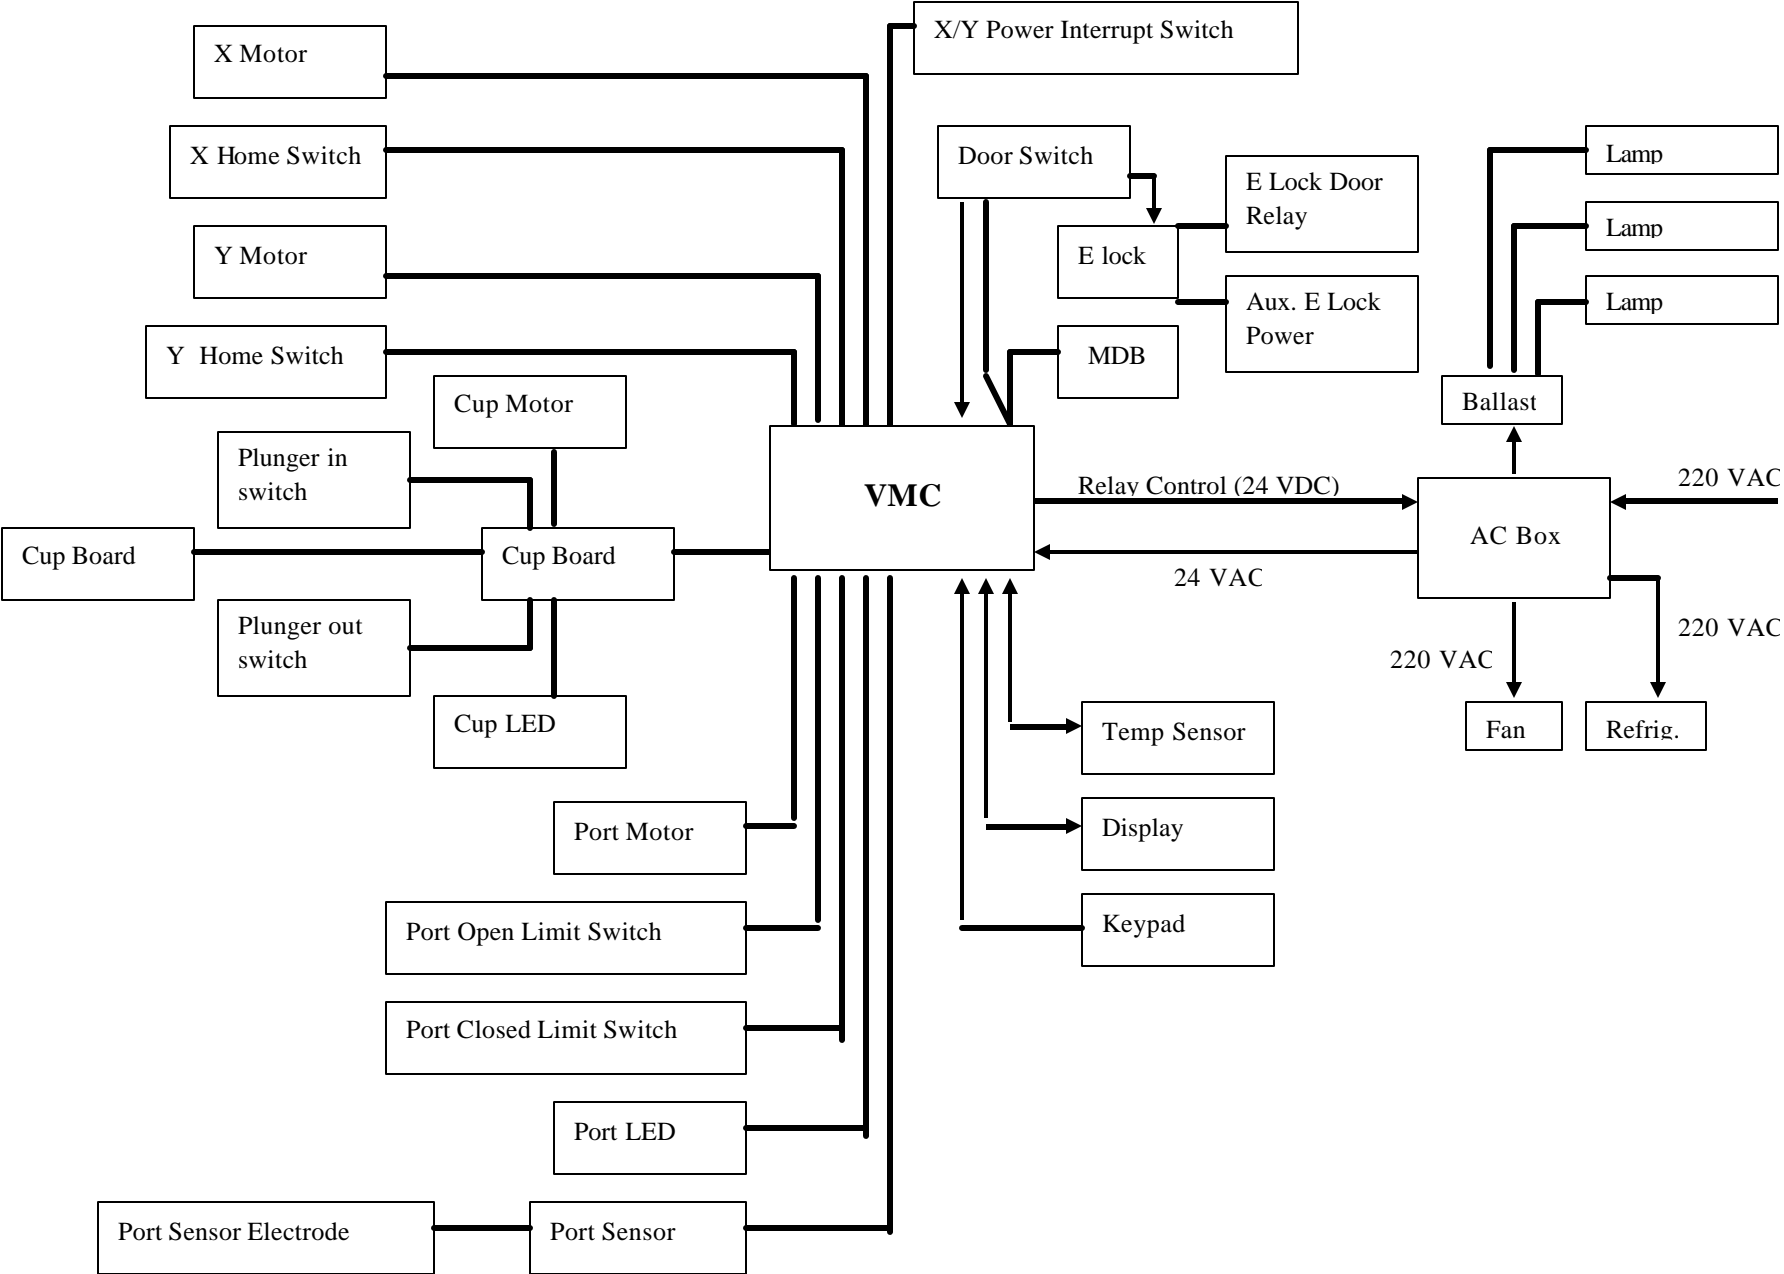 X/Y Power Interrupt Switch
X Motor
X Home Switch
Door Switch
Lamp
E Lock Door
Relay
Lamp
Y Motor
E lock
Aux. E Lock
Power
Lamp
Y Home Switch
MDB
Cup Motor
Ballast
Plunger in
switch
VMC
Relay Control (24 VDC)
220 VAC
AC Box
Cup Board
Cup Board
24 VAC
Plunger out
switch
220 VAC
220 VAC
Cup LED
Temp Sensor
Fan
Refrig.
Port Motor
Display
Port Open Limit Switch
Keypad
Port Closed Limit Switch
Port LED
Port Sensor Electrode
Port Sensor